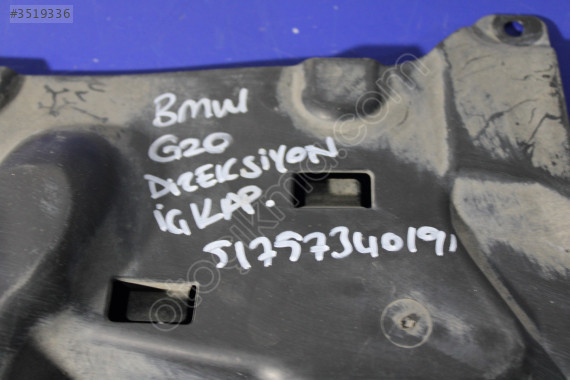 #3519336
BMW
G20
DİREKSİYON
İÇ KAP.
51757340191